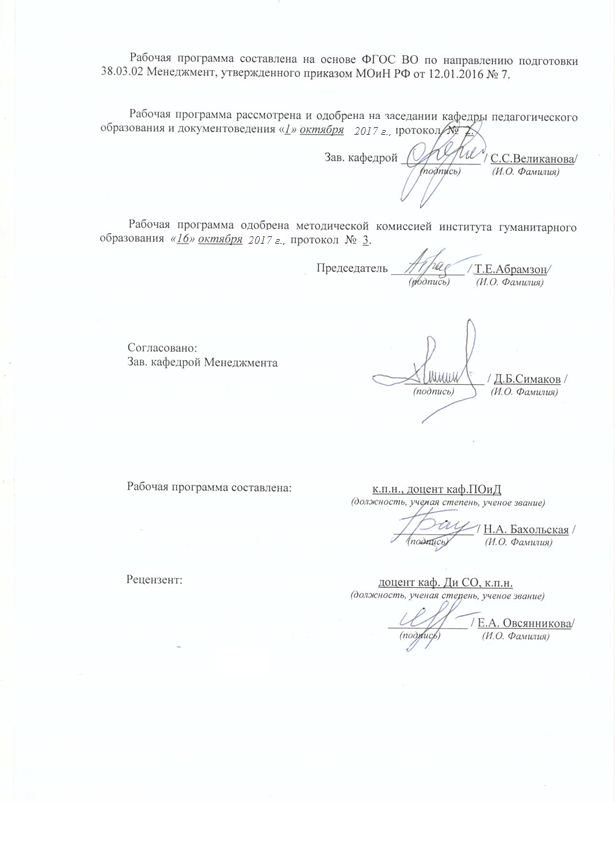 Рабочая программа составлена на основе ФГОС ВО по направлению подготовки
38.03.02 Менеджмент, утвержденного приказом МОиН РФ от 12.01.2016 № 7.
Рабочая программа рассмотрена и одобрена на заседании кафедры педагогического
образования и документоведения «1» октября 2017 г., протокол № 2.
Зав. кафедрой / С.С.Великанова/
(подпись) (И.О. Фамилия)
Рабочая программа одобрена методической комиссией института гуманитарного
образования «16» октября 2017 г., протокол № 3.
Председатель / Т.Е.Абрамзон/
(подпись) (И.О. Фамилия)
Согласовано:
Зав. кафедрой Менеджмента
/ Д.Б.Симаков /
(подпись) (И.О. Фамилия)
Рабочая программа составлена: к.п.н., доцент каф.ПОиД
(должность, ученая степень, ученое звание)
/ Н.А. Бахольская /
(подпись) (И.О. Фамилия)
Рецензент: доцент каф. Ди СО, к.п.н.
(должность, ученая степень, ученое звание)
/ Е.А. Овсянникова/
(подпись) (И.О. Фамилия)